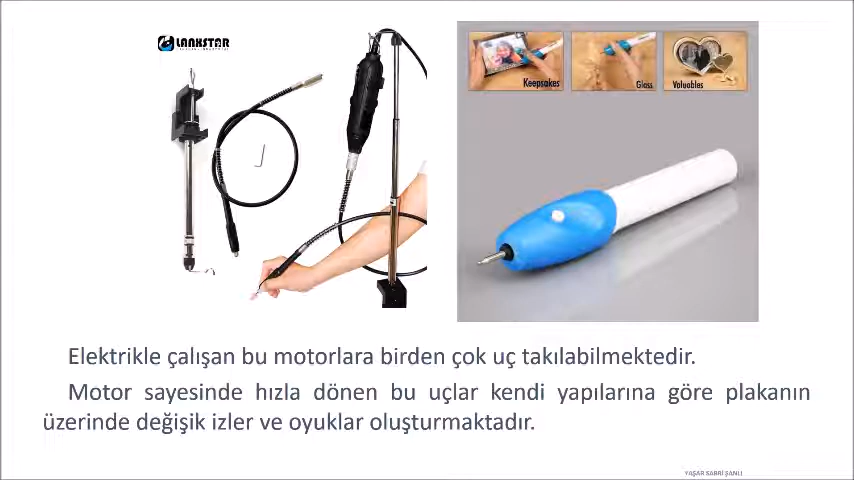 LANKSTAR
Keepsakes
Glass
Valuables
Elektrikle çalışan bu motorlara birden çok uç takılabilmektedir.
Motor sayesinde hızla dönen bu uçlar kendi yapılarına göre plakanın
üzerinde değişik izler ve oyuklar oluşturmaktadır.
YAŞAR SABRİ ŞANLI